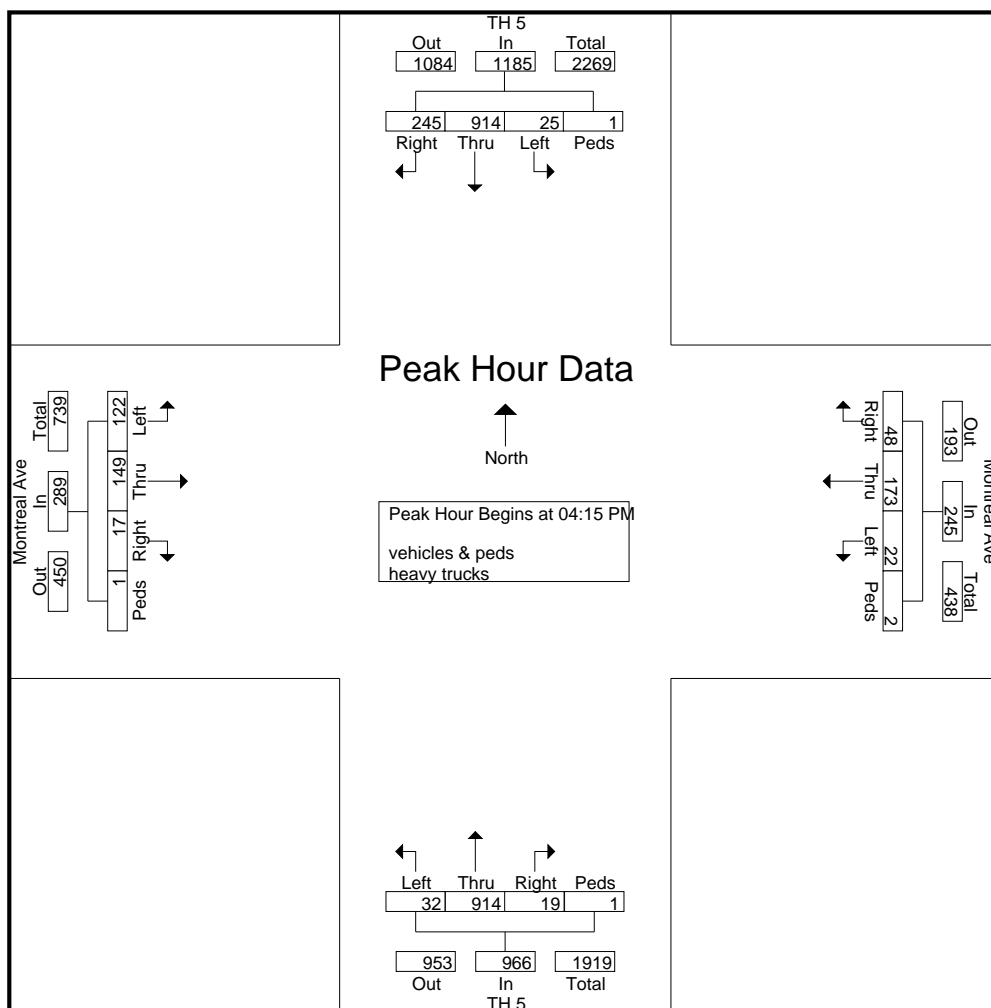 TH 5
Out In Total
1084 1185 2269
245 914 25 1
Right Thru Left Peds
Peak Hour Data
North
Peak Hour Begins at 04:15 PM
vehicles & peds
heavy trucks
Montreal Ave
Out In Total
450 289 739
122 149 17 1
Left Thru Right Peds
Montreal Ave
Out In Total
193 245 438
48 173 22 2
Right Thru Left Peds
Left Thru Right Peds
32 914 19 1
953 966 1919
Out In Total
TH 5